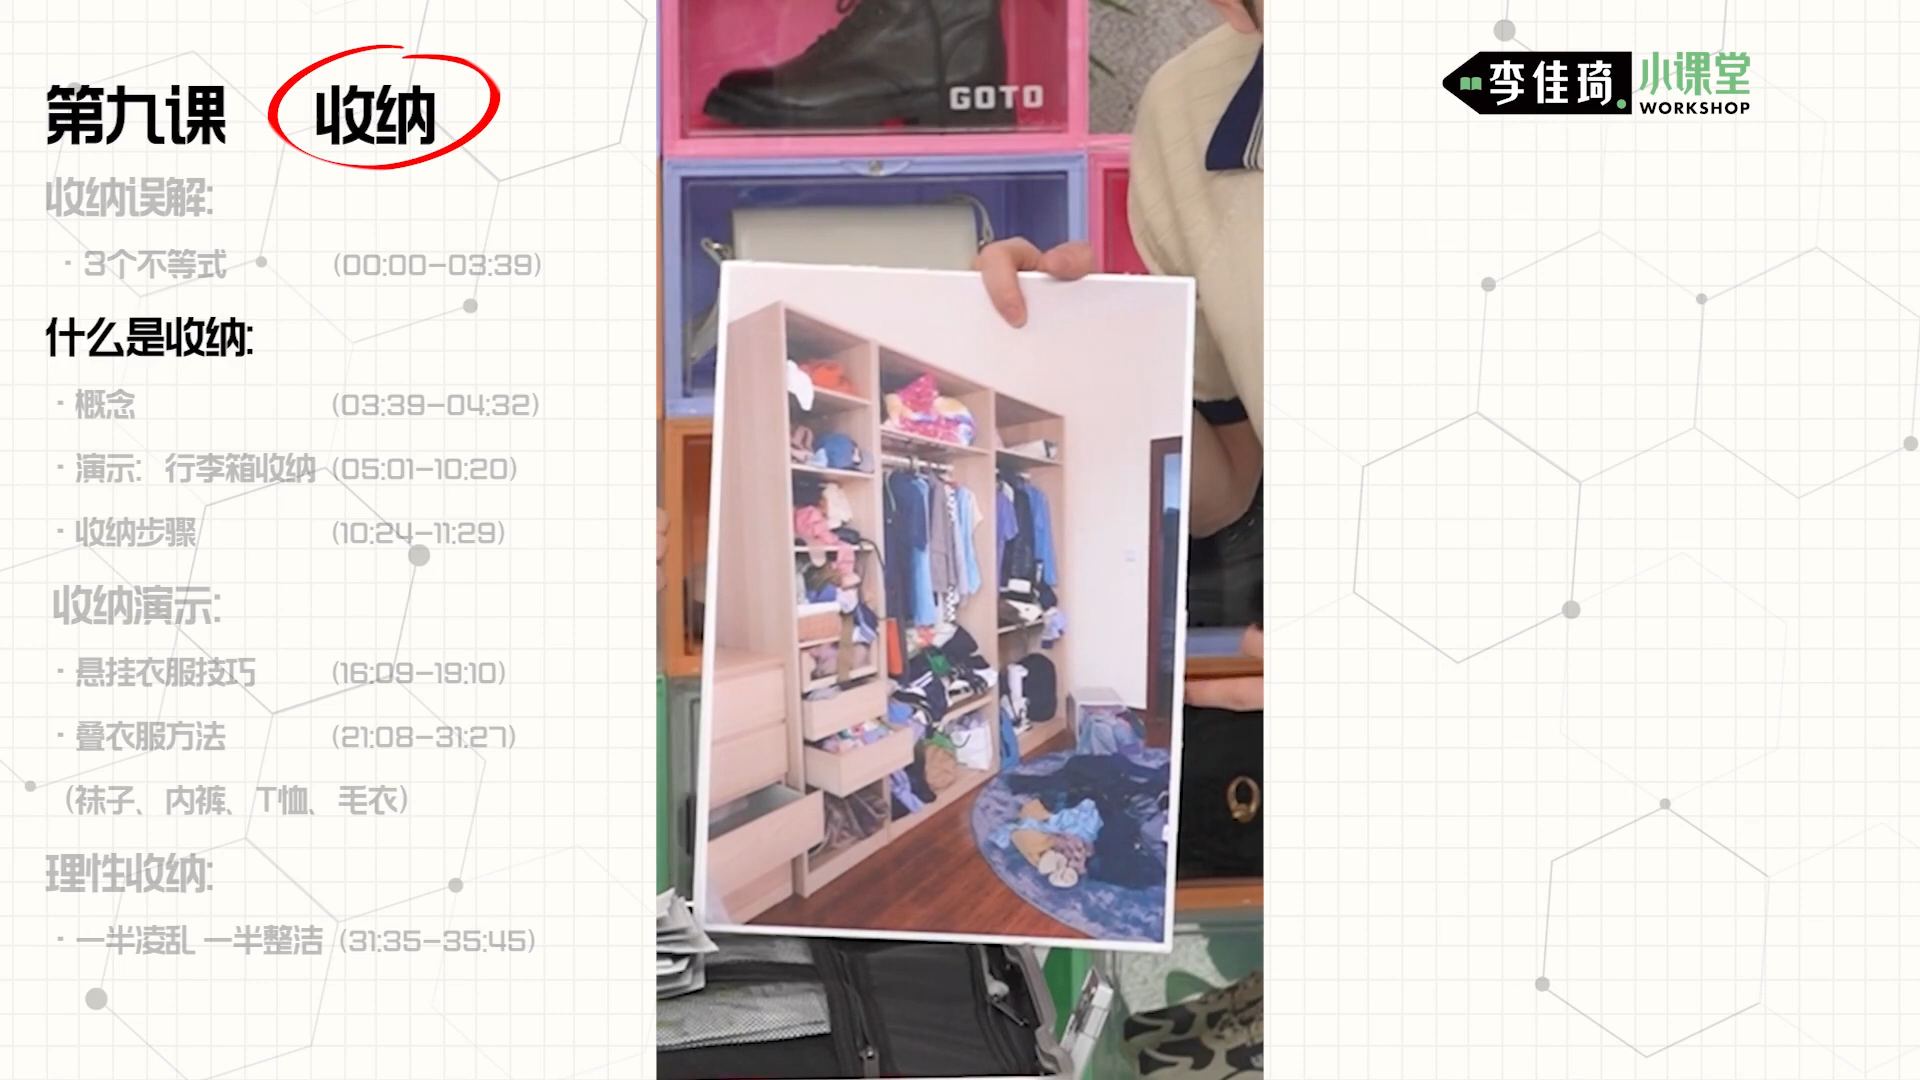 第九课 收纳
收纳误解:
· 3个不等式 (00:00-03:39)
什么是收纳:
· 概念 (03:39-04:32)
· 演示: 行李箱收纳 (05:01-10:20)
· 收纳步骤 (10:24-11:29)
收纳演示:
· 悬挂衣服技巧 (16:09-19:10)
· 叠衣服方法 (21:08-31:27)
(袜子、内裤、T恤、毛衣)
理性收纳:
· 一半凌乱 一半整洁 (31:35-35:45)
GOTO
李佳琦小课堂
WORKSHOP